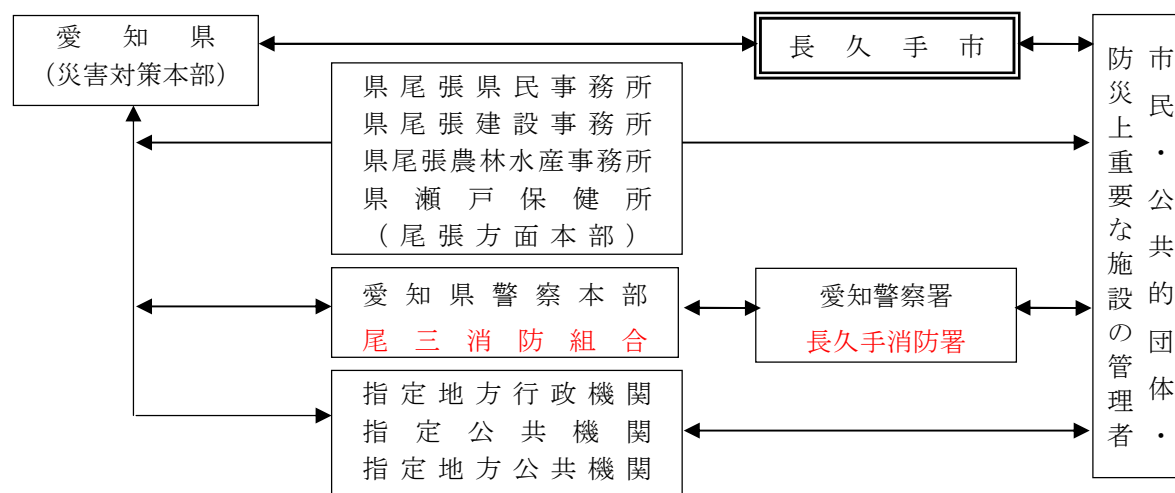 愛知県
(災害対策本部)
長久手市
県尾張県民事務所
県尾張建設事務所
県尾張農林水産事務所
県瀬戸保健所
(尾張方面本部)
愛知県警察本部
尾三消防組合
愛知警察署
長久手消防署
指定地方行政機関
指定公共機関
指定地方公共機関
市民・公共的団体・
防災上重要な施設の管理者